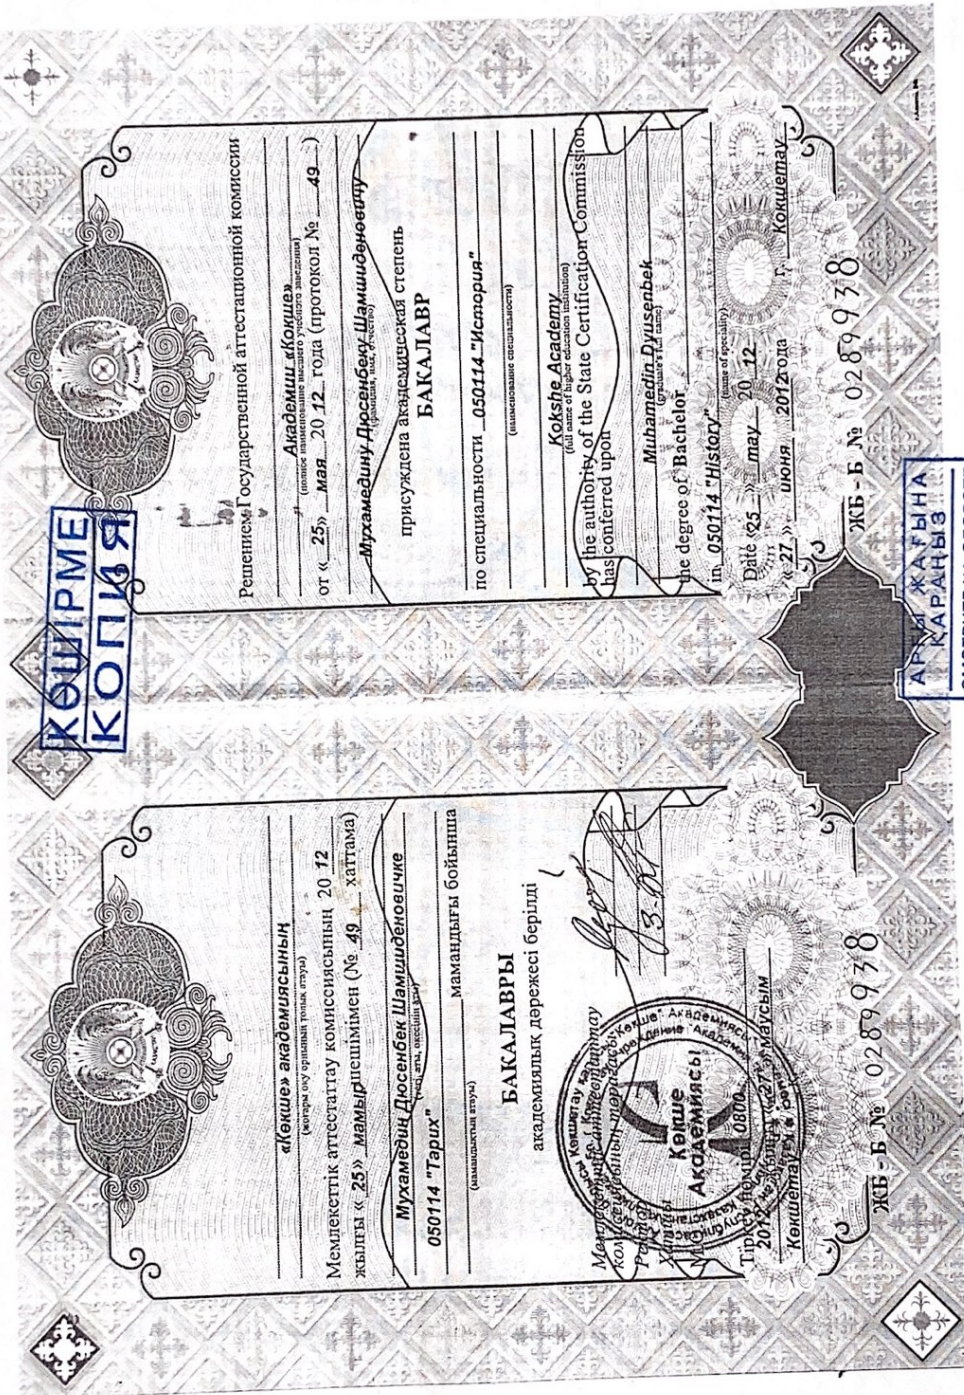 КӨШІРМЕ
КОПИЯ
«Көкше» академиясының
(жоғары оқу орнының толық атауы)
Мемлекеттік аттестаттау комиссиясының 20 12
жылғы « 25» мамыр шешімімен (№ 49 хаттама)
Мухамедин Дюсенбек Шамшиденовичке
(тегі, аты, әкесінің аты)
050114 "Тарих" мамандығы бойынша
(мамандықтың атауы)
БАКАЛАВРЫ
академиялық дәрежесі берілді
Мемлекеттік аттестаттау
комиссиясының төрағасы
Көкше
Академиясы
0800
2012 «27» маусым
Көкшетау қ.
ЖБ - Б № 0289938
Решением Государственной аттестационной комиссии
Академии «Кокше»
(полное наименование высшего учебного заведения)
от « 25» мая 20 12 года (протокол № 49 )
Мухамедину Дюсенбеку Шамшиденовичу
(фамилия, имя, отчество)
присуждена академическая степень
БАКАЛАВР
по специальности 050114 "История"
(наименование специальности)
Kokshe Academy
(full name of higher education institution)
by the authority of the State Certification Commission
has conferred upon
Muhamedin Dyusenbek
(graduate's full name)
the degree of Bachelor
in 050114 "History"
(name of speciality)
Date «25 » may 20 12
« 27 » июня 2012 года г. Кокшетау
ЖБ - Б № 0289938
АРҒЫ ЖАҒЫНА
ҚАРАҢЫЗ